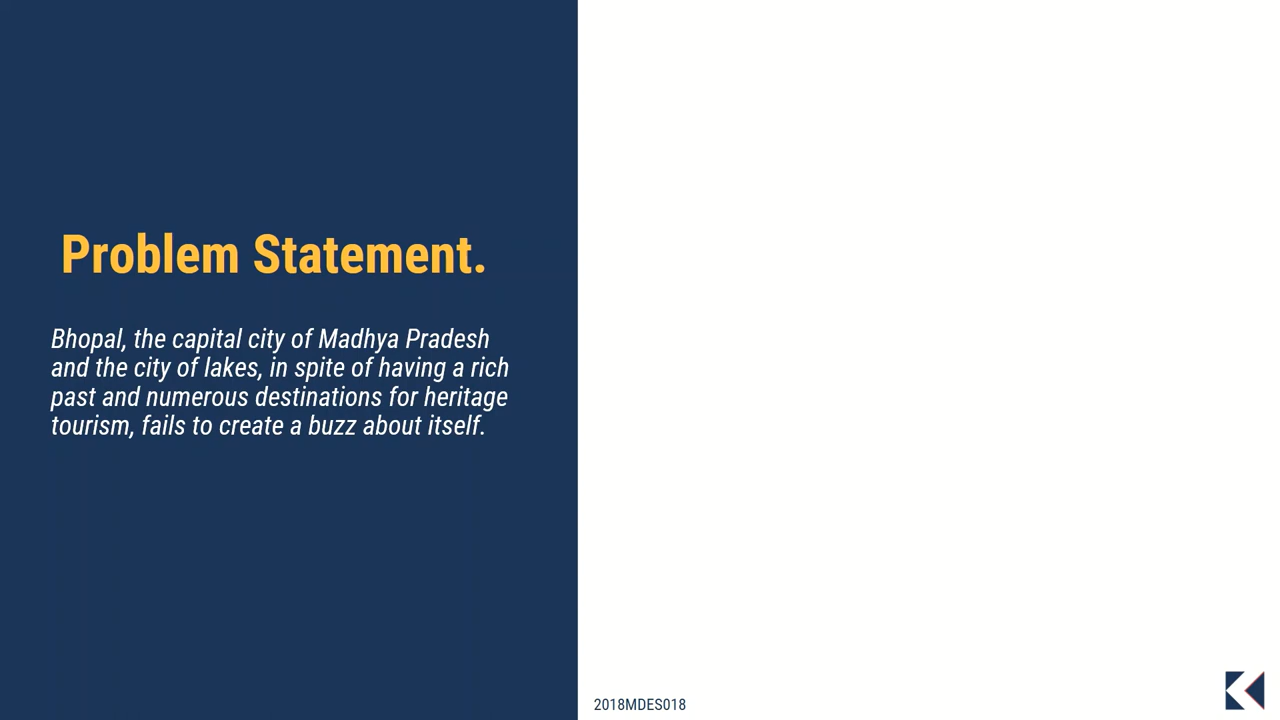 Problem Statement.
Bhopal, the capital city of Madhya Pradesh
and the city of lakes, in spite of having a rich
past and numerous destinations for heritage
tourism, fails to create a buzz about itself.
2018MDES018